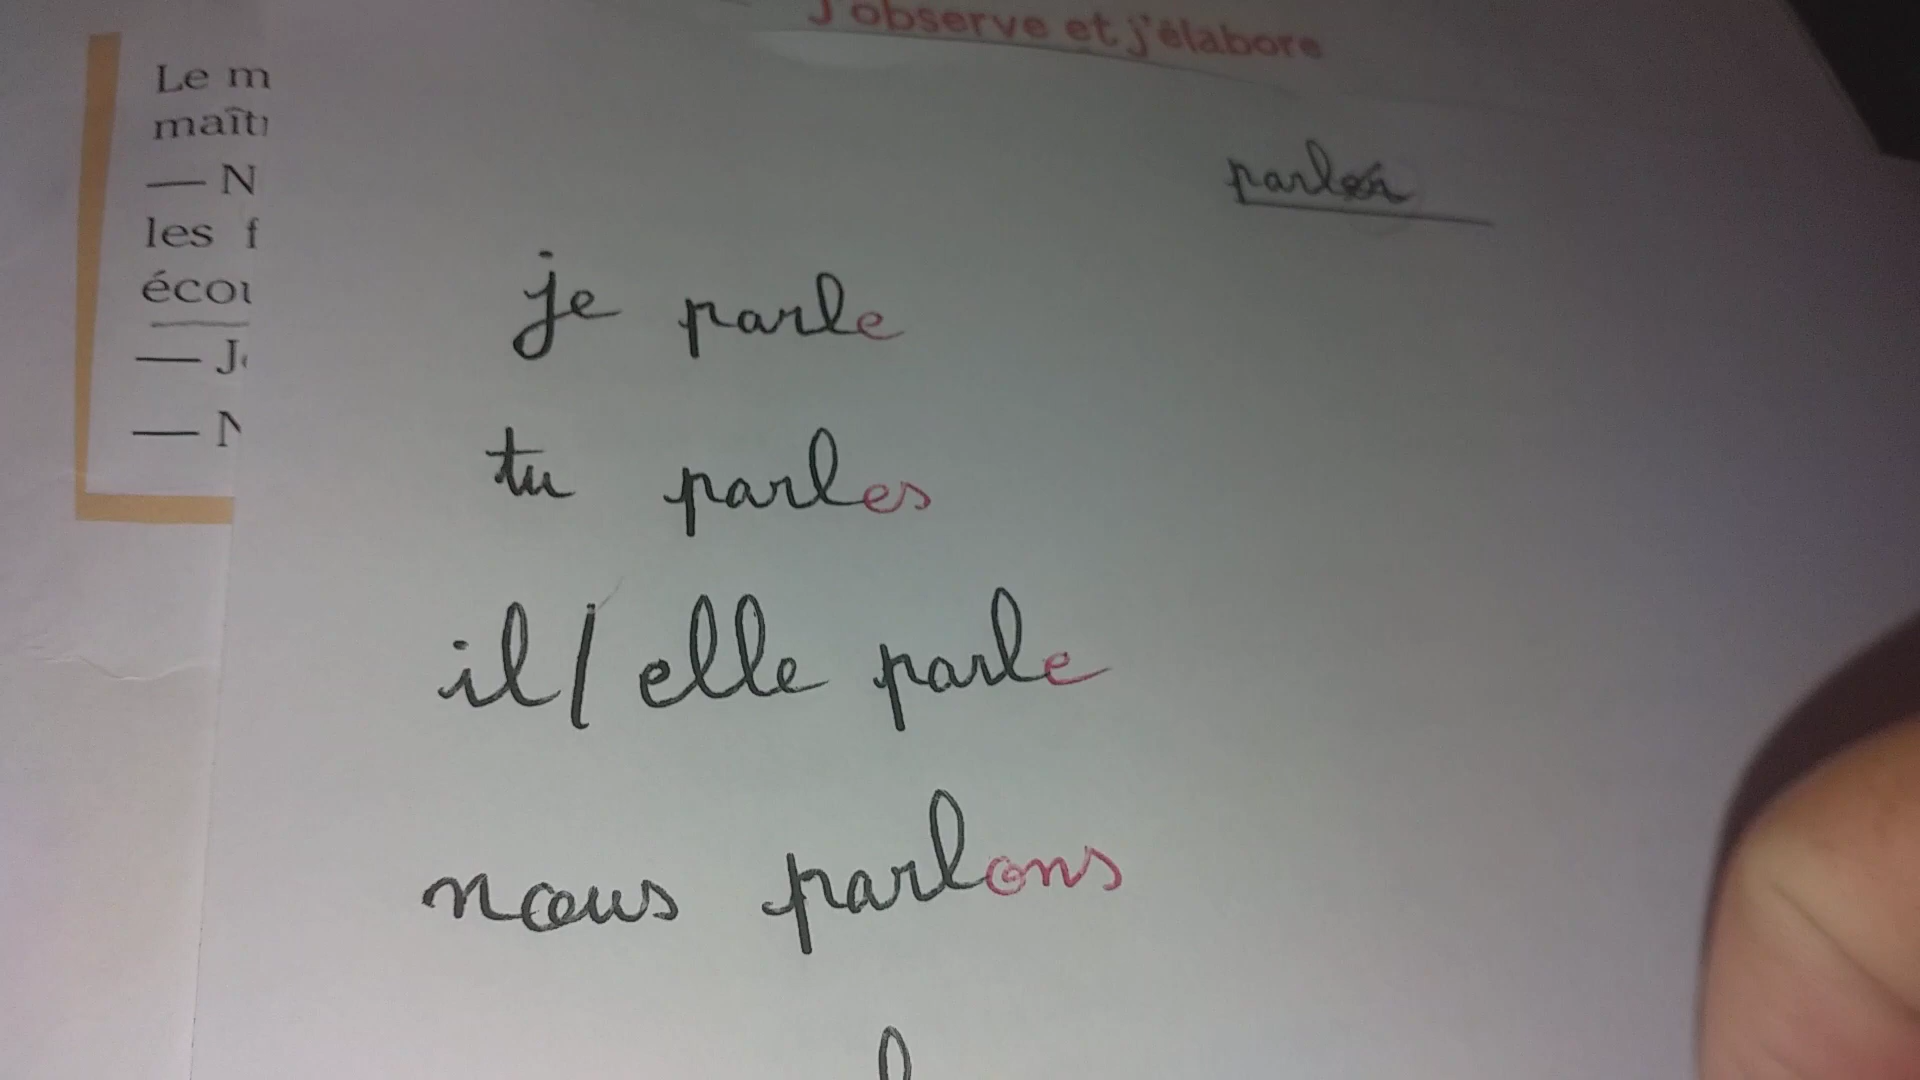 J'observe et j'élabore
Le m
maît
— N
les f
écou
— J
— N
parler
je parle
tu parles
il/elle parle
nous parlons